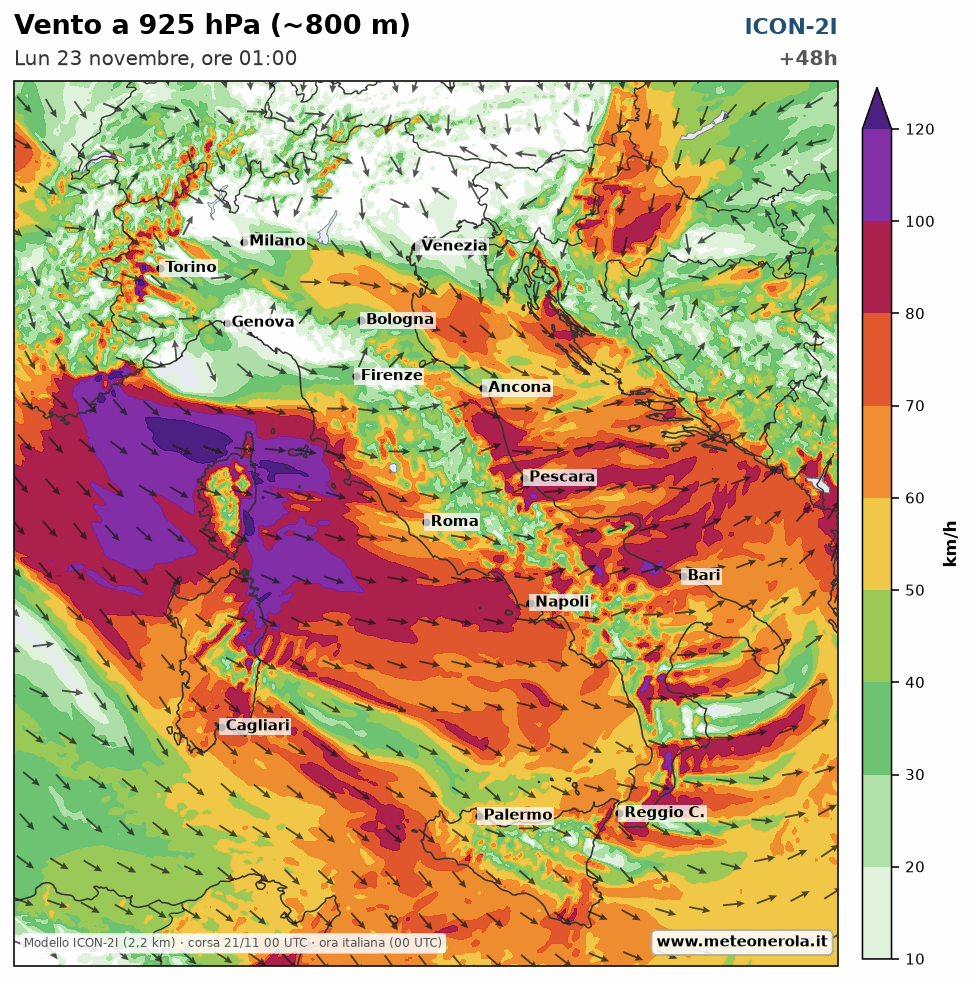 Vento a 925 hPa (~800 m)
ICON-2I
Lun 23 novembre, ore 01:00
+48h
120
100
80
70
60
50
40
30
20
10
km/h
Milano
Venezia
Torino
Genova
Bologna
Firenze
Ancona
Pescara
Roma
Bari
Napoli
Cagliari
Palermo
Reggio C.
Modello ICON-2I (2,2 km) · corsa 21/11 00 UTC · ora italiana (00 UTC)
www.meteonerola.it